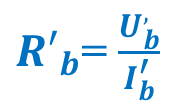 R'b = U'b / I'b